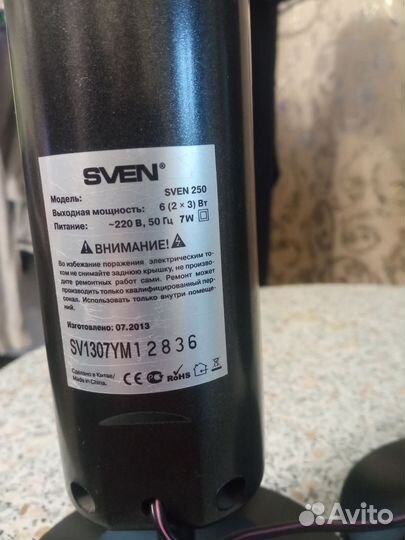 SVEN®
Модель: SVEN 250
Выходная мощность: 6 (2 × 3) Вт
Питание: ~220 В, 50 Гц 7W
ВНИМАНИЕ!
Во избежание поражения электрическим то-
ком не снимайте заднюю крышку, не произво-
дите ремонтных работ сами. Ремонт может
производить только квалифицированный пер-
сонал. Использовать только внутри помеще-
ний.
Изготовлено: 07.2013
SV1307YM12836
Сделано в Китае/
Made in China.
CE RoHS
Avito